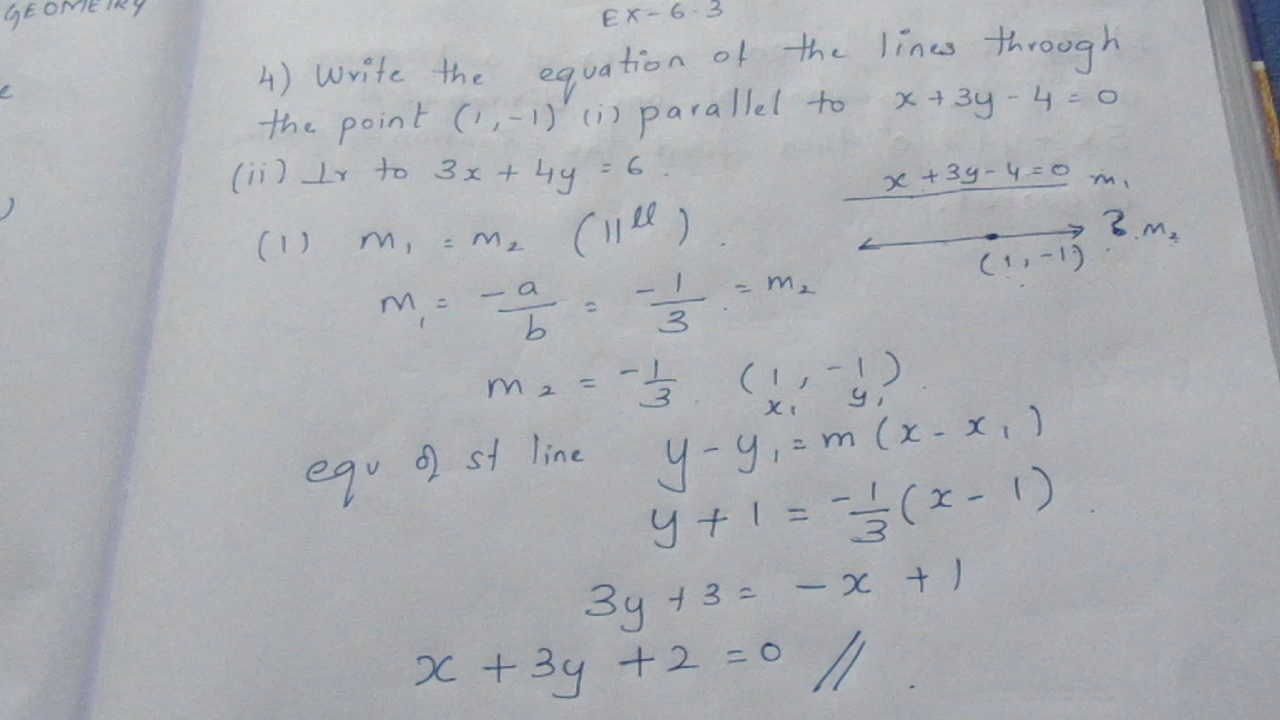 GEOMETRY
EX-6.3
4) Write the equation of the lines through
the point (1,-1) (i) parallel to x+3y-4=0
(ii) ⊥r to 3x+4y=6.
x+3y-4=0 m₁
(1) m₁ = m₂ (||ll).
? m₂
(1,-1)
m₁ = -a/b = -1/3 = m₂
m₂ = -1/3. (1, -1).
x₁ y₁
equ of st line y-y₁=m(x-x₁)
y+1=-1/3(x-1).
3y+3= -x+1
x+3y+2=0 //.